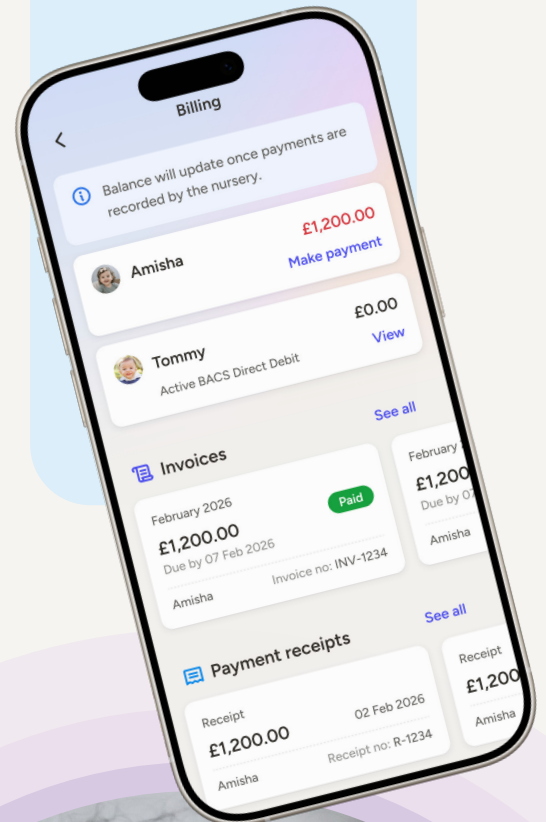 Billing
Balance will update once payments are
recorded by the nursery.
Amisha
£1,200.00
Make payment
Tommy
£0.00
Active BACS Direct Debit
View
Invoices
See all
February 2026
£1,200.00
Paid
Due by 07 Feb 2026
Amisha
Invoice no: INV-1234
February
£1,200
Due by 07
Amisha
Payment receipts
See all
Receipt
£1,200.00
02 Feb 2026
Amisha
Receipt no: R-1234
Receipt
£1,200
Amisha